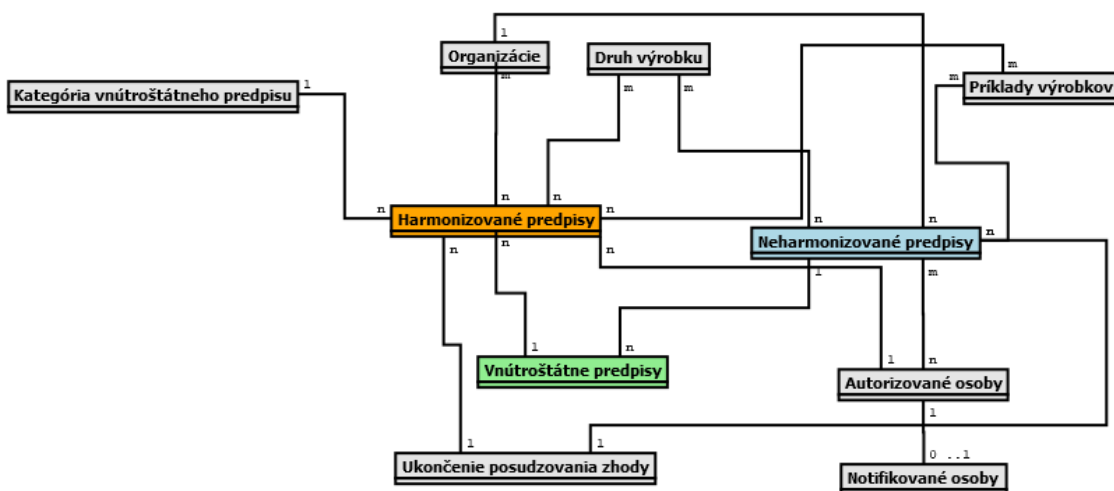 1
Organizácie
m
Druh výrobku
m
m
m
Príklady výrobkov
m
Kategória vnútroštátneho predpisu
1
n
n
n
n
n
n
Harmonizované predpisy
n
Neharmonizované predpisy
n
n
n
1
m
1
n
Vnútroštátne predpisy
1
n
Autorizované osoby
1
1
1
0 ..1
Ukončenie posudzovania zhody
Notifikované osoby